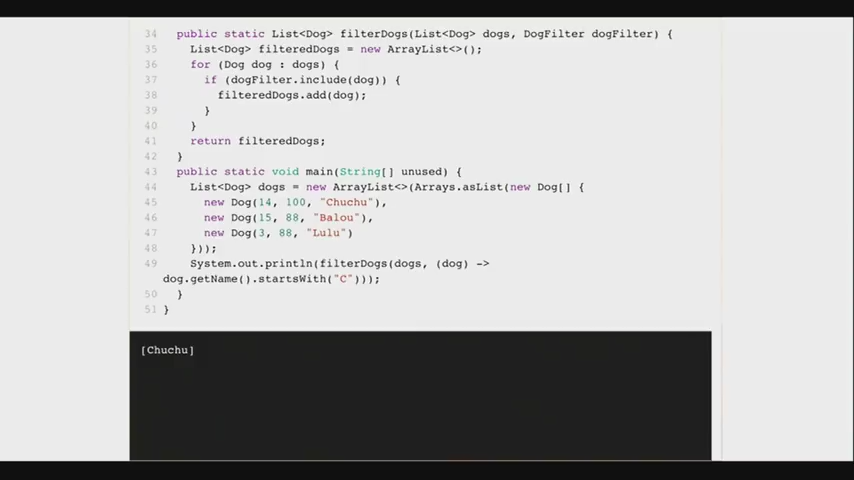 34 public static List<Dog> filterDogs(List<Dog> dogs, DogFilter dogFilter) {
35 List<Dog> filteredDogs = new ArrayList<>();
36 for (Dog dog : dogs) {
37 if (dogFilter.include(dog)) {
38 filteredDogs.add(dog);
39 }
40 }
41 return filteredDogs;
42 }
43 public static void main(String[] unused) {
44 List<Dog> dogs = new ArrayList<>(Arrays.asList(new Dog[] {
45 new Dog(14, 100, "Chuchu"),
46 new Dog(15, 88, "Balou"),
47 new Dog(3, 88, "Lulu")
48 }));
49 System.out.println(filterDogs(dogs, (dog) ->
dog.getName().startsWith("C")));
50 }
51 }
[Chuchu]